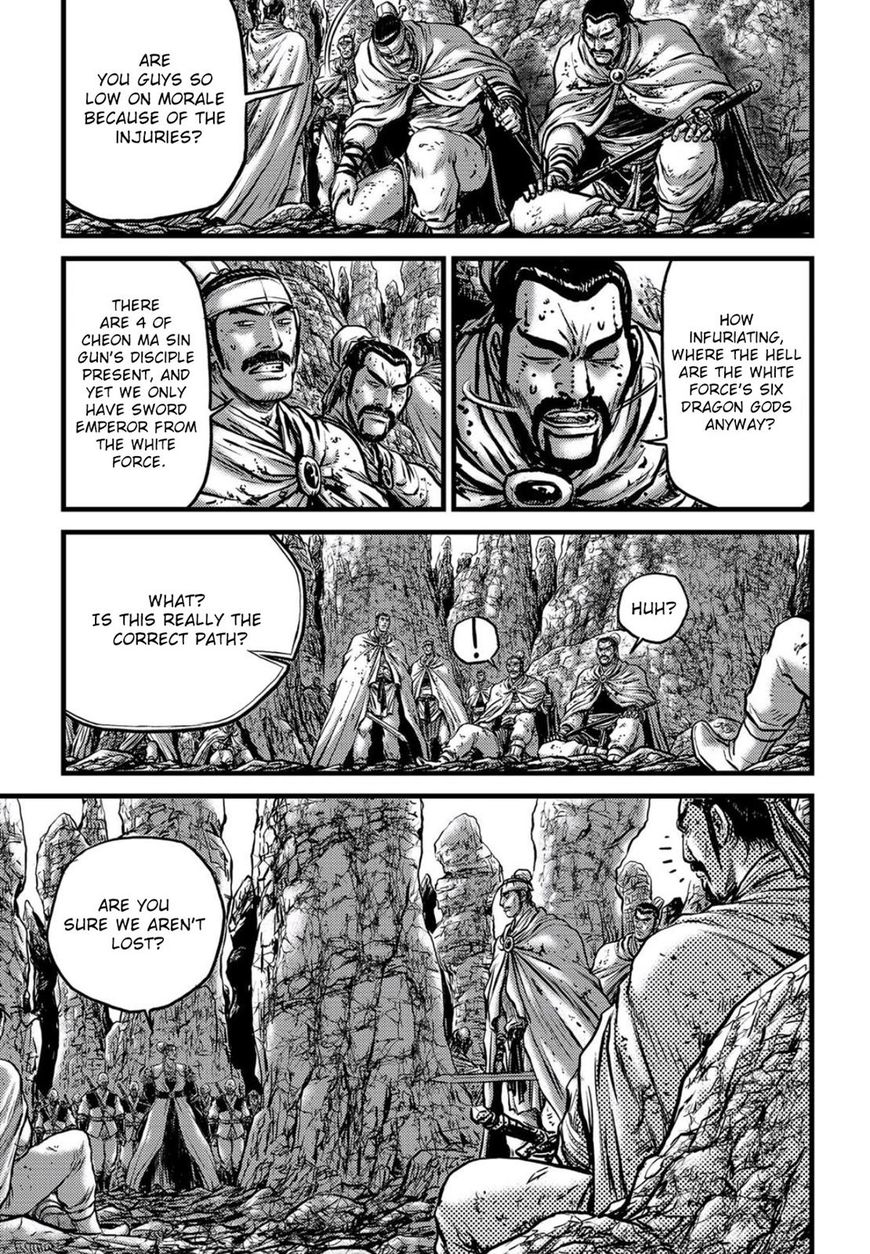 ARE
YOU GUYS SO
LOW ON MORALE
BECAUSE OF THE
INJURIES?
THERE
ARE 4 OF
CHEON MA SIN
GUN'S DISCIPLE
PRESENT, AND
YET WE ONLY
HAVE SWORD
EMPEROR FROM
THE WHITE
FORCE.
HOW
INFURIATING,
WHERE THE HELL
ARE THE WHITE
FORCE'S SIX
DRAGON GODS
ANYWAY?
WHAT?
IS THIS REALLY THE
CORRECT PATH?
!
HUH?
ARE YOU
SURE WE AREN'T
LOST?